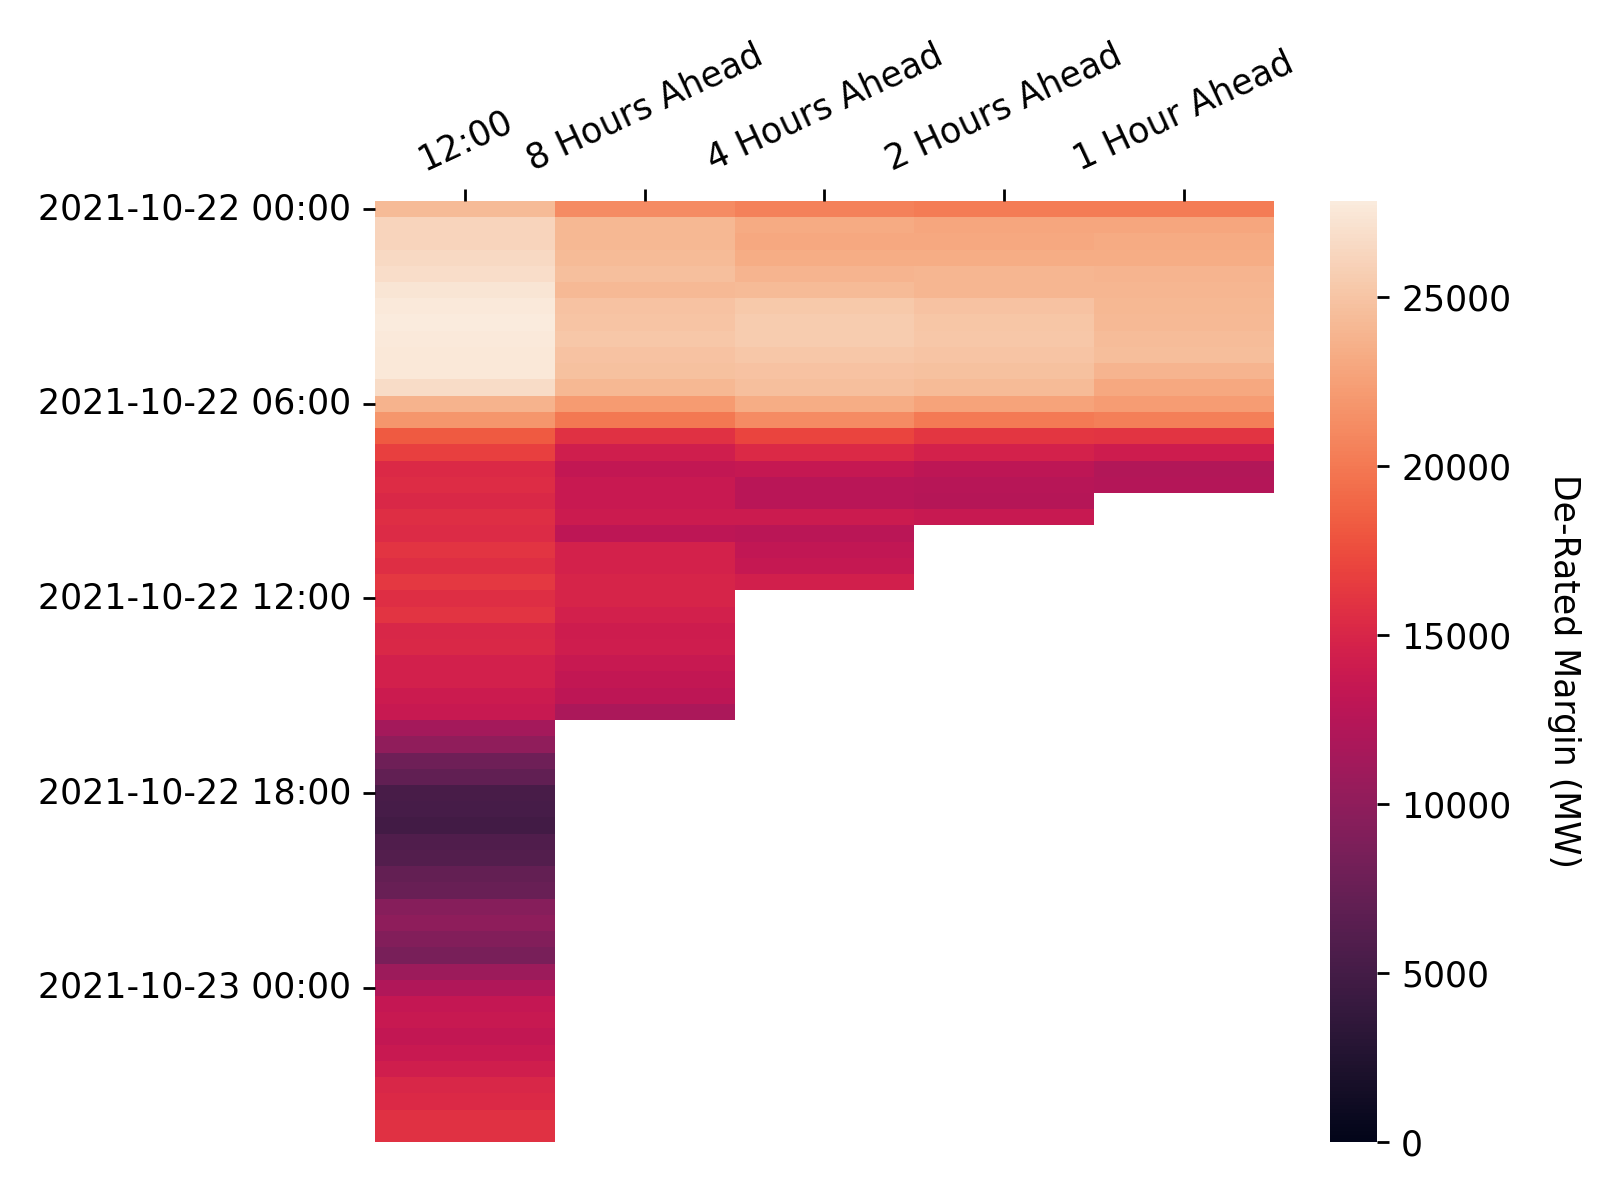 12:00
8 Hours Ahead
4 Hours Ahead
2 Hours Ahead
1 Hour Ahead
2021-10-22 00:00
2021-10-22 06:00
2021-10-22 12:00
2021-10-22 18:00
2021-10-23 00:00
25000
20000
15000
10000
5000
0
De-Rated Margin (MW)